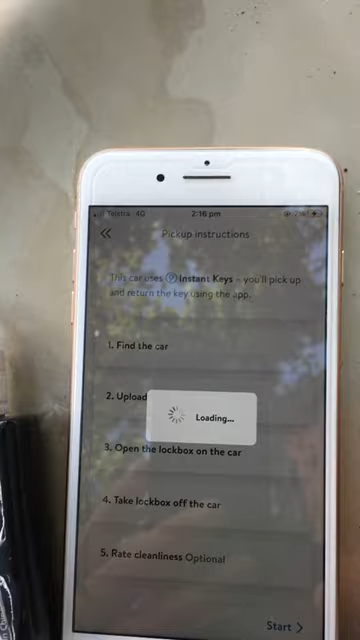 Telstra 4G 2:16 pm
Pickup instructions
This car uses Instant Keys – you'll pick up
and return the key using the app.
1. Find the car
2. Upload
Loading...
3. Open the lockbox on the car
4. Take lockbox off the car
5. Rate cleanliness Optional
Start